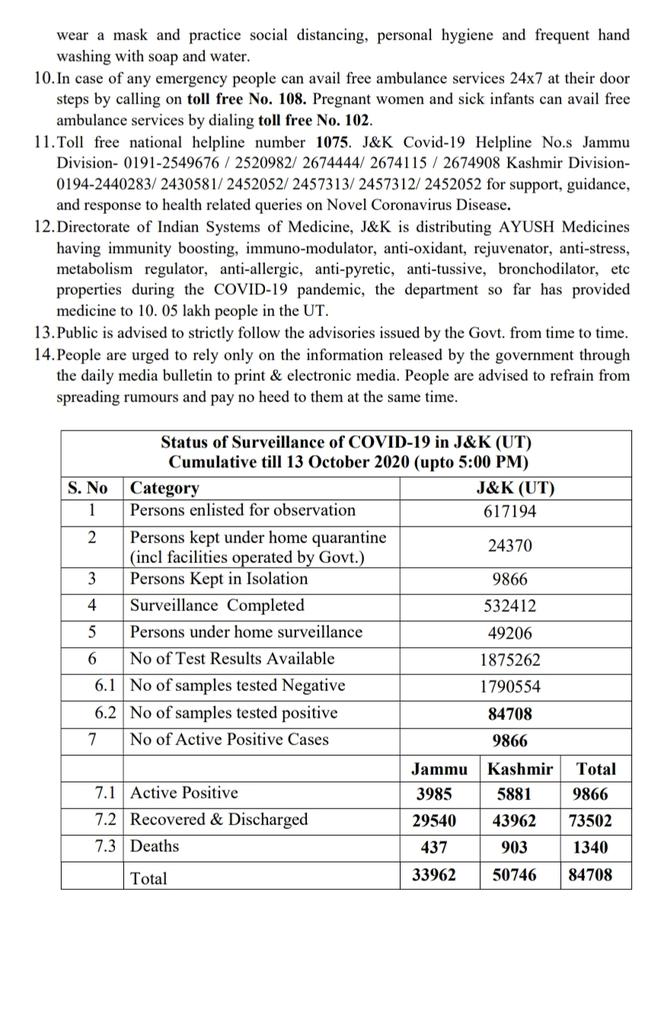 wear a mask and practice social distancing, personal hygiene and frequent hand
washing with soap and water.
10.In case of any emergency people can avail free ambulance services 24x7 at their door
steps by calling on toll free No. 108. Pregnant women and sick infants can avail free
ambulance services by dialing toll free No. 102.
11.Toll free national helpline number 1075. J&K Covid-19 Helpline No.s Jammu
Division- 0191-2549676 / 2520982/ 2674444/ 2674115 / 2674908 Kashmir Division-
0194-2440283/ 2430581/ 2452052/ 2457313/ 2457312/ 2452052 for support, guidance,
and response to health related queries on Novel Coronavirus Disease.
12.Directorate of Indian Systems of Medicine, J&K is distributing AYUSH Medicines
having immunity boosting, immuno-modulator, anti-oxidant, rejuvenator, anti-stress,
metabolism regulator, anti-allergic, anti-pyretic, anti-tussive, bronchodilator, etc
properties during the COVID-19 pandemic, the department so far has provided
medicine to 10. 05 lakh people in the UT.
13.Public is advised to strictly follow the advisories issued by the Govt. from time to time.
14.People are urged to rely only on the information released by the government through
the daily media bulletin to print & electronic media. People are advised to refrain from
spreading rumours and pay no heed to them at the same time.
Status of Surveillance of COVID-19 in J&K (UT)
Cumulative till 13 October 2020 (upto 5:00 PM)
S. No Category J&K (UT)
1 Persons enlisted for observation 617194
2 Persons kept under home quarantine
(incl facilities operated by Govt.) 24370
3 Persons Kept in Isolation 9866
4 Surveillance Completed 532412
5 Persons under home surveillance 49206
6 No of Test Results Available 1875262
6.1 No of samples tested Negative 1790554
6.2 No of samples tested positive 84708
7 No of Active Positive Cases 9866
Jammu Kashmir Total
7.1 Active Positive 3985 5881 9866
7.2 Recovered & Discharged 29540 43962 73502
7.3 Deaths 437 903 1340
Total 33962 50746 84708